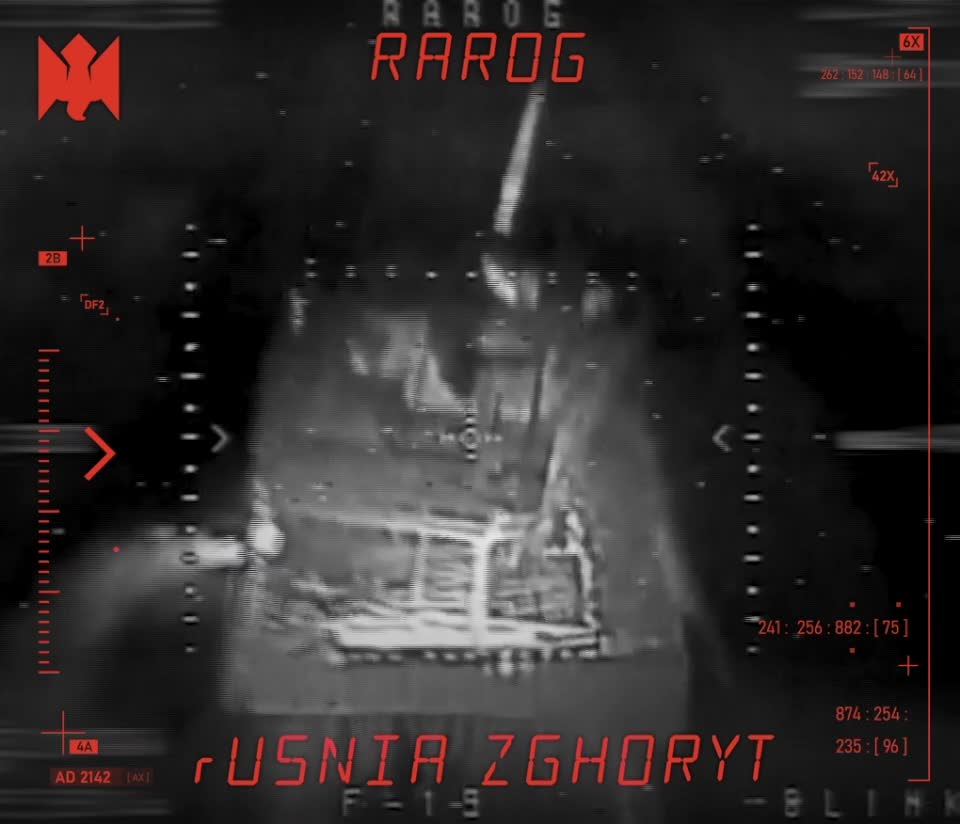 RAROG
RAROG
6X
262 : 152 : 148 : [ 64 ]
42X
2B
DF2
241 : 256 : 882 : [ 75 ]
874 : 254 :
235 : [ 96 ]
4A
AD 2142 [AX]
rUSNIA ZGHORYT